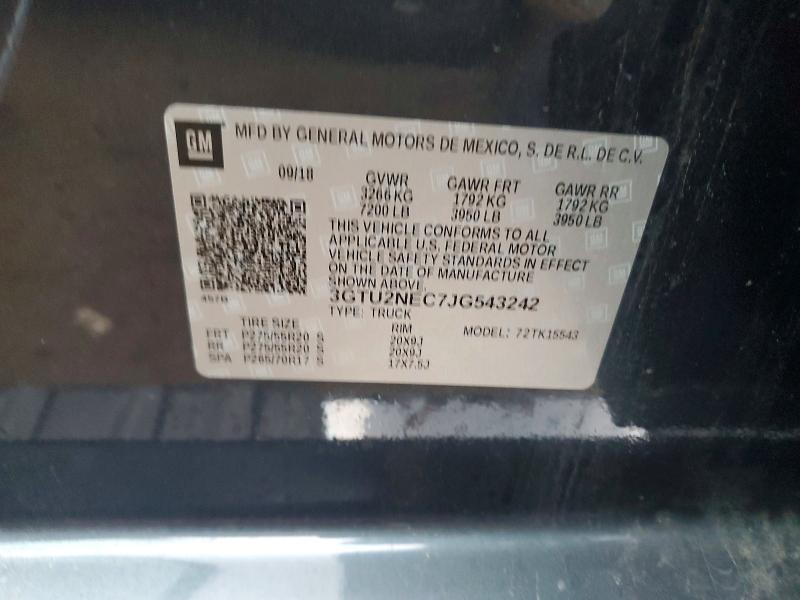 GM MFD BY GENERAL MOTORS DE MEXICO, S. DE R.L. DE C.V.
09/18 GVWR GAWR FRT GAWR RR
3266 KG 1792 KG 1792 KG
7200 LB 3950 LB 3950 LB
THIS VEHICLE CONFORMS TO ALL
APPLICABLE U.S. FEDERAL MOTOR
VEHICLE SAFETY STANDARDS IN EFFECT
ON THE DATE OF MANUFACTURE
SHOWN ABOVE.
3GTU2NEC7JG543242
TYPE: TRUCK
TIRE SIZE RIM MODEL: 72TK15543
FRT P275/55R20 S 20X9J
RR P275/55R20 S 20X9J
SPA P265/70R17 S 17X7.5J